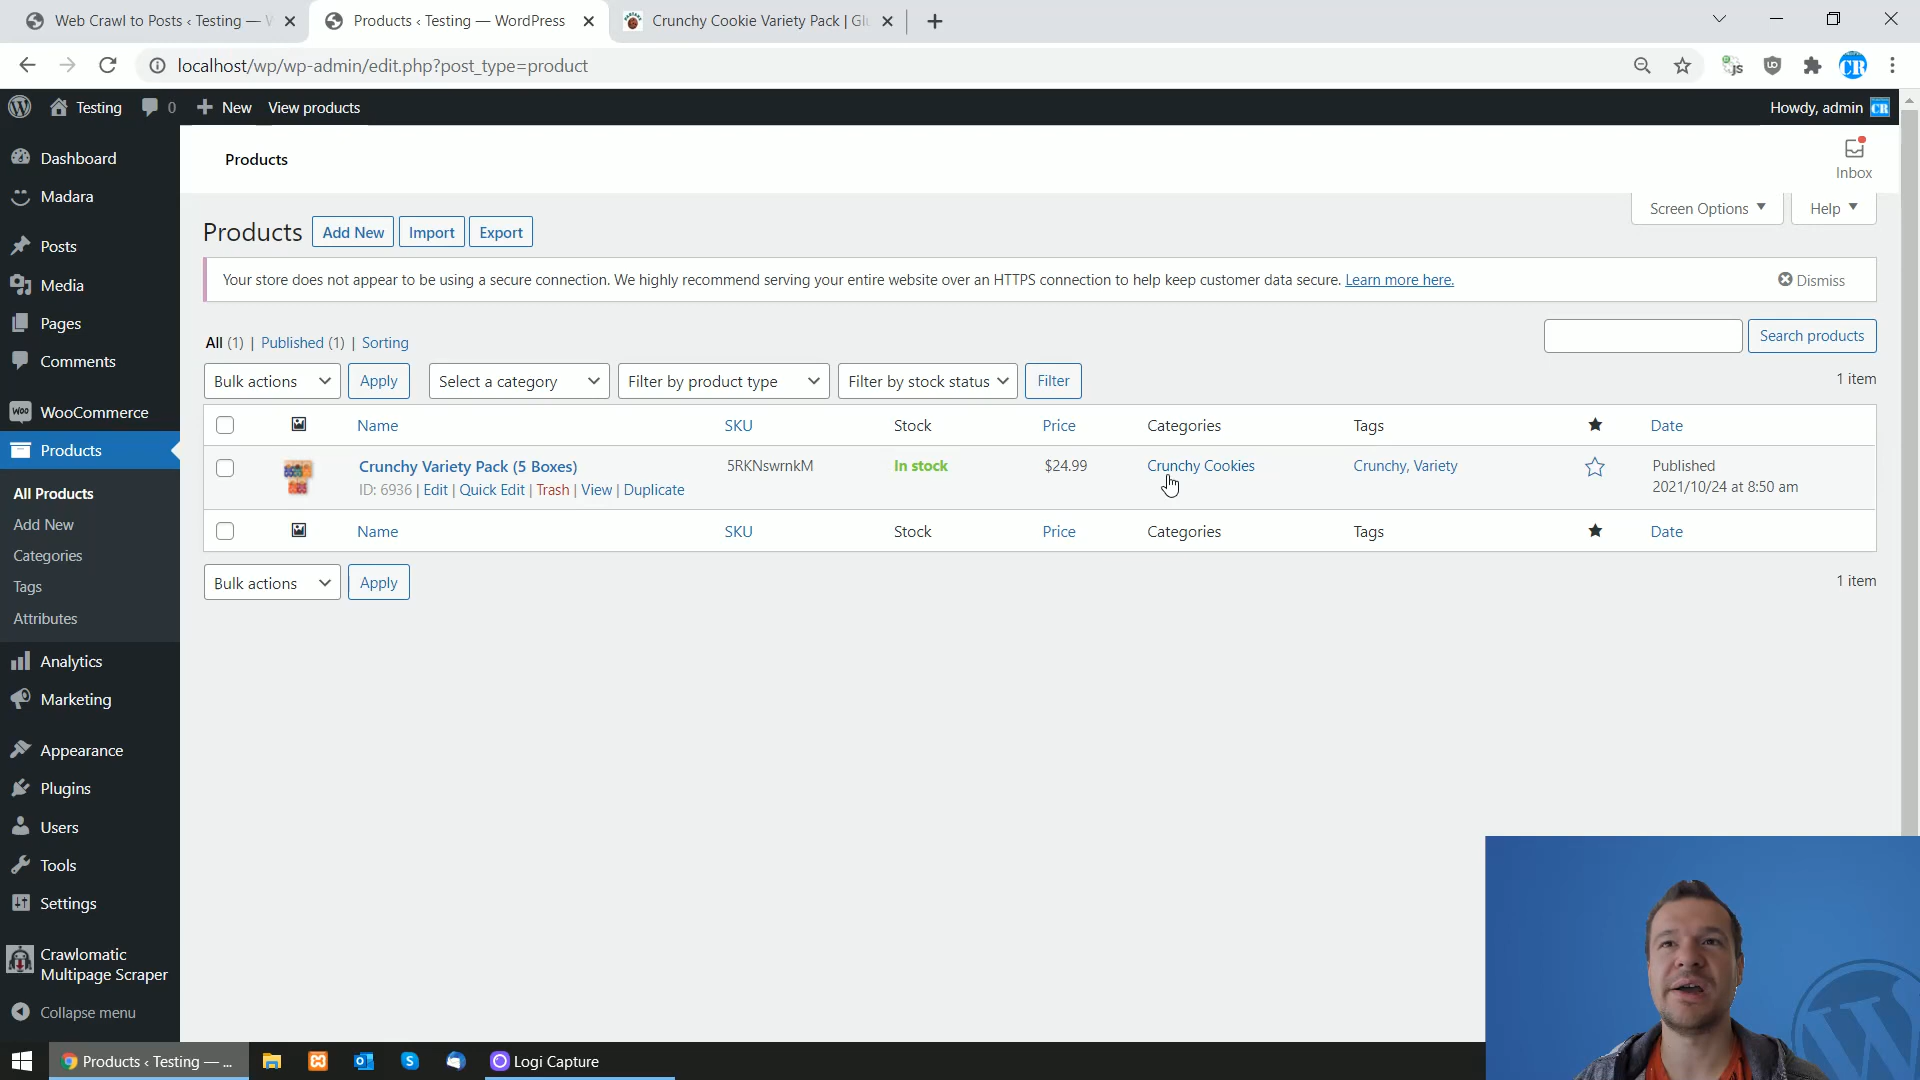 Web Crawl to Posts ‹ Testing —
Products ‹ Testing — WordPress
Crunchy Cookie Variety Pack | Gl
localhost/wp/wp-admin/edit.php?post_type=product
JS
CR
Testing
0
New
View products
Howdy, admin
CR
Dashboard
Madara
Posts
Media
Pages
Comments
Woo
WooCommerce
Products
All Products
Add New
Categories
Tags
Attributes
Analytics
Marketing
Appearance
Plugins
Users
Tools
Settings
Crawlomatic
Multipage Scraper
Collapse menu
Products
Inbox
Screen Options
Help
Products
Add New
Import
Export
Your store does not appear to be using a secure connection. We highly recommend serving your entire website over an HTTPS connection to help keep customer data secure. Learn more here.
Dismiss
All (1) | Published (1) | Sorting
Search products
Bulk actions
Apply
Select a category
Filter by product type
Filter by stock status
Filter
1 item
Name
SKU
Stock
Price
Categories
Tags
Date
Crunchy Variety Pack (5 Boxes)
5RKNswrnkM
In stock
$24.99
Crunchy Cookies
Crunchy, Variety
Published
2021/10/24 at 8:50 am
ID: 6936 | Edit | Quick Edit | Trash | View | Duplicate
Name
SKU
Stock
Price
Categories
Tags
Date
Bulk actions
Apply
1 item
Products ‹ Testing — ...
Logi Capture